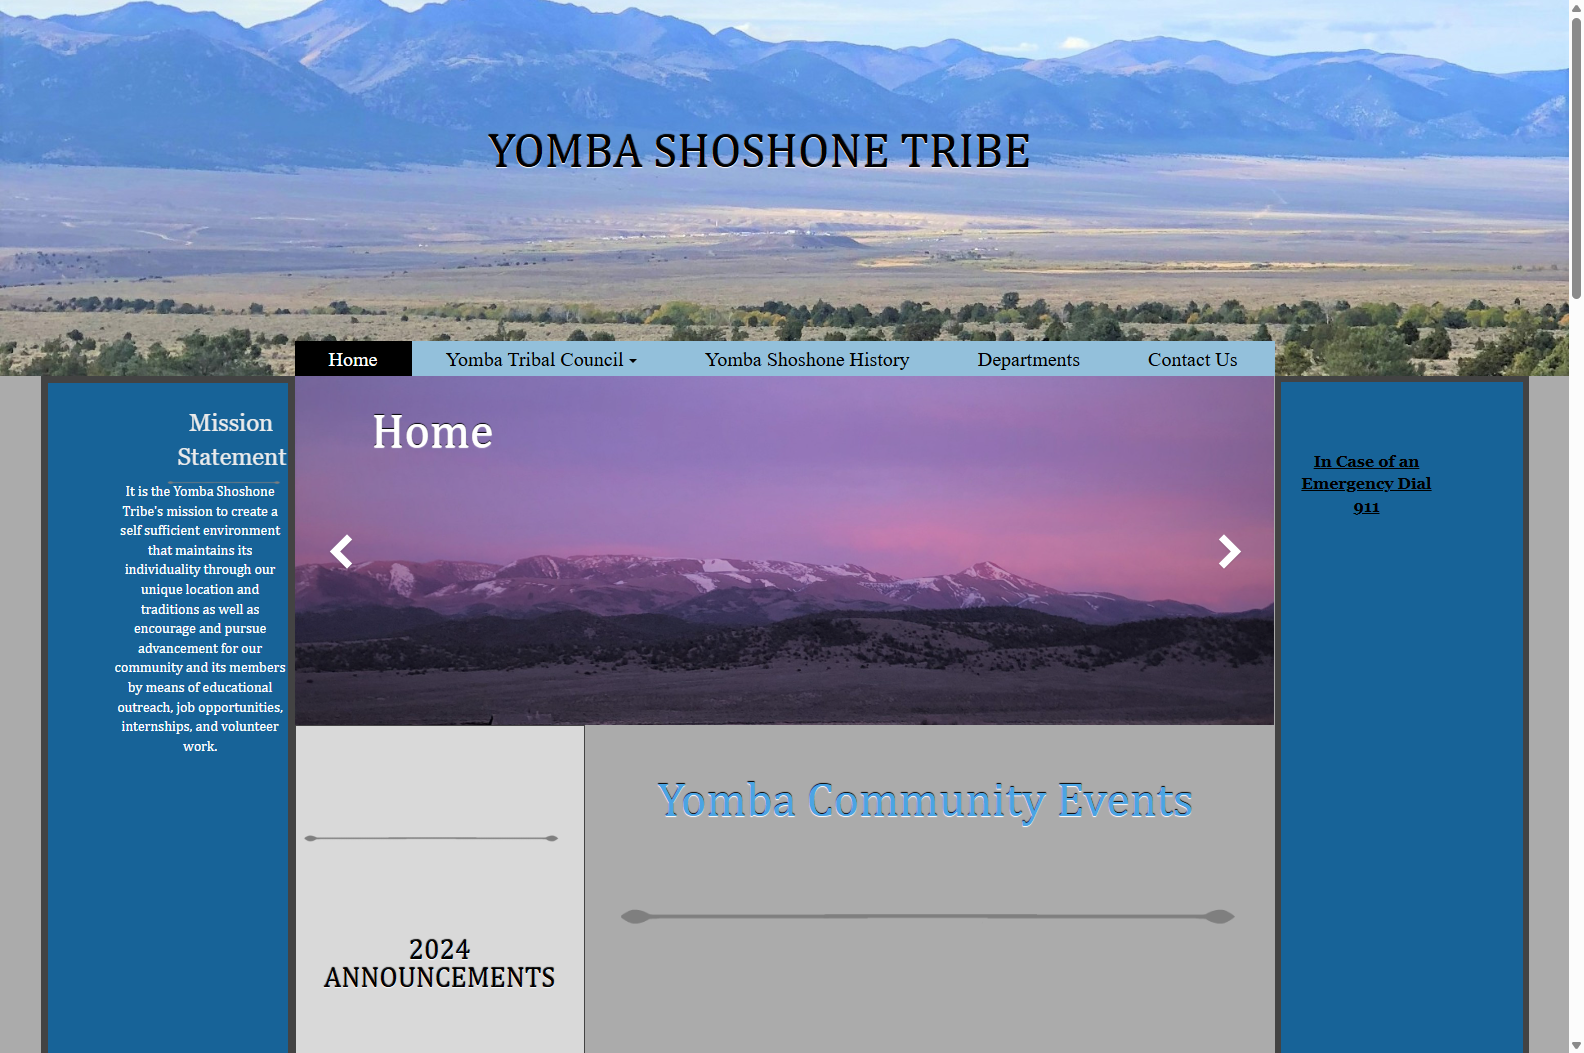 YOMBA SHOSHONE TRIBE
Home
Yomba Tribal Council
Yomba Shoshone History
Departments
Contact Us
Mission
Statement
It is the Yomba Shoshone
Tribe's mission to create a
self sufficient environment
that maintains its
individuality through our
unique location and
traditions as well as
encourage and pursue
advancement for our
community and its members
by means of educational
outreach, job opportunities,
internships, and volunteer
work.
Home
In Case of an
Emergency Dial
911
Yomba Community Events
2024
ANNOUNCEMENTS